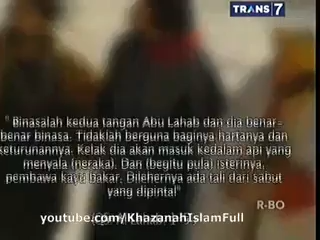 TRANS 7
" Binasalah kedua tangan Abu Lahab dan dia benar-
benar binasa. Tidaklah berguna baginya hartanya dan
keturunannya. Kelak dia akan masuk kedalam api yang
menyala (neraka). Dan (begitu pula) isterinya,
pembawa kayu bakar. Dilehernya ada tali dari sabut
yang dipintal"
R-BO
youtube.com/KhazanahIslamFull